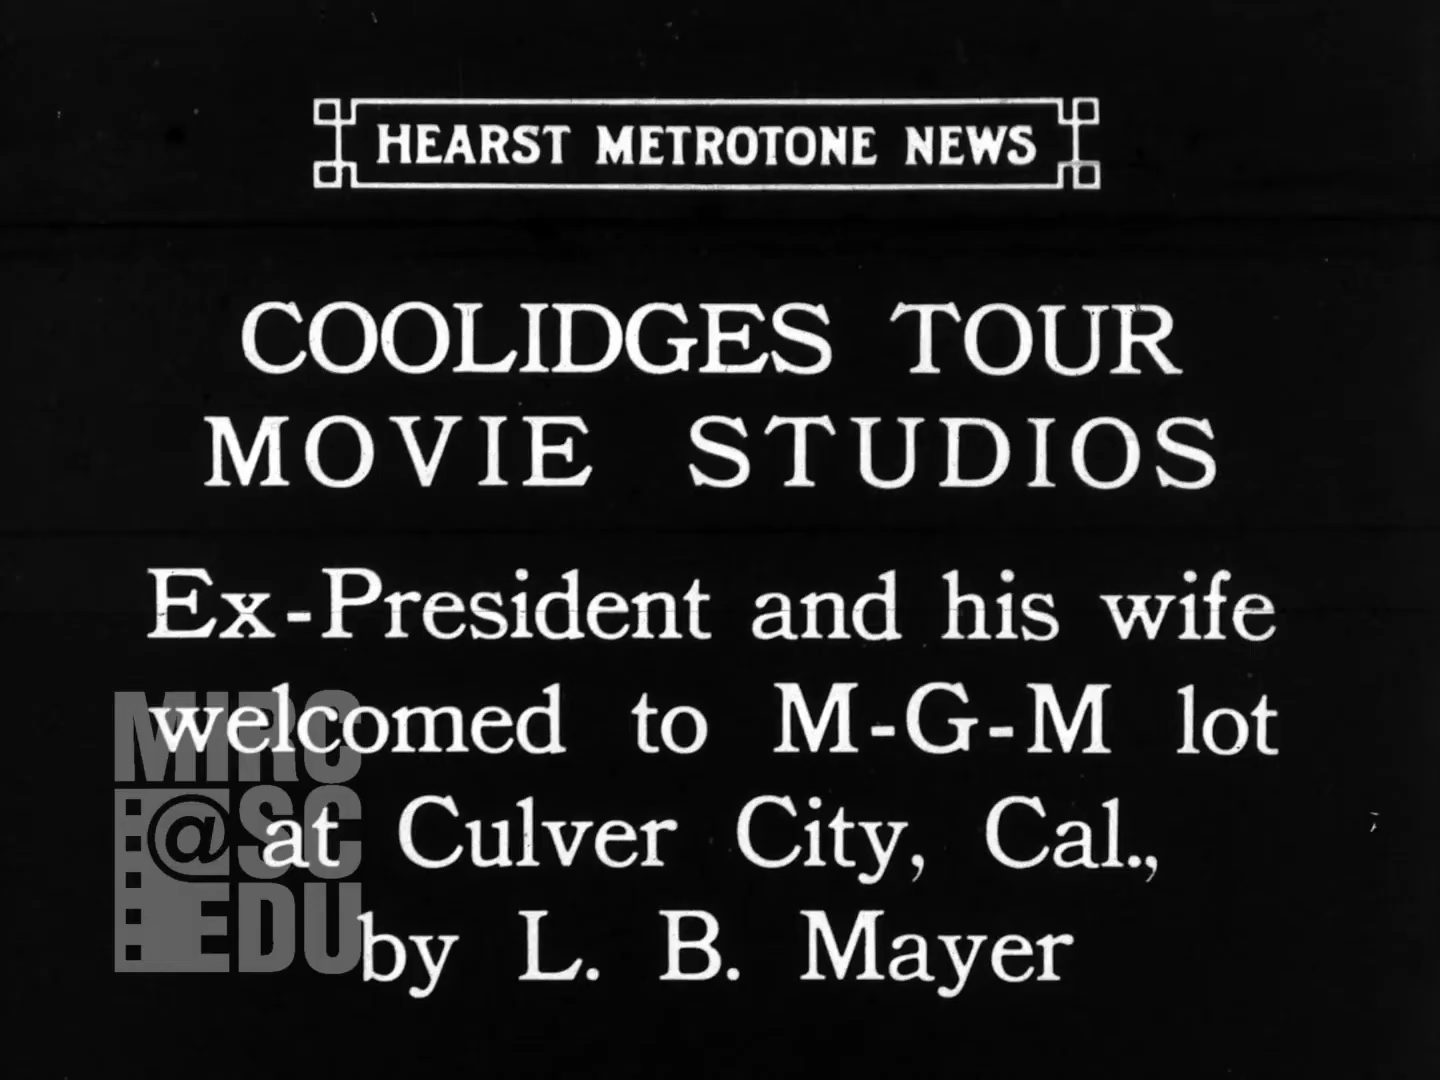 HEARST METROTONE NEWS
COOLIDGES TOUR
MOVIE STUDIOS
Ex-President and his wife
welcomed to M-G-M lot
at Culver City, Cal.,
by L. B. Mayer
MIRC
@SC
EDU